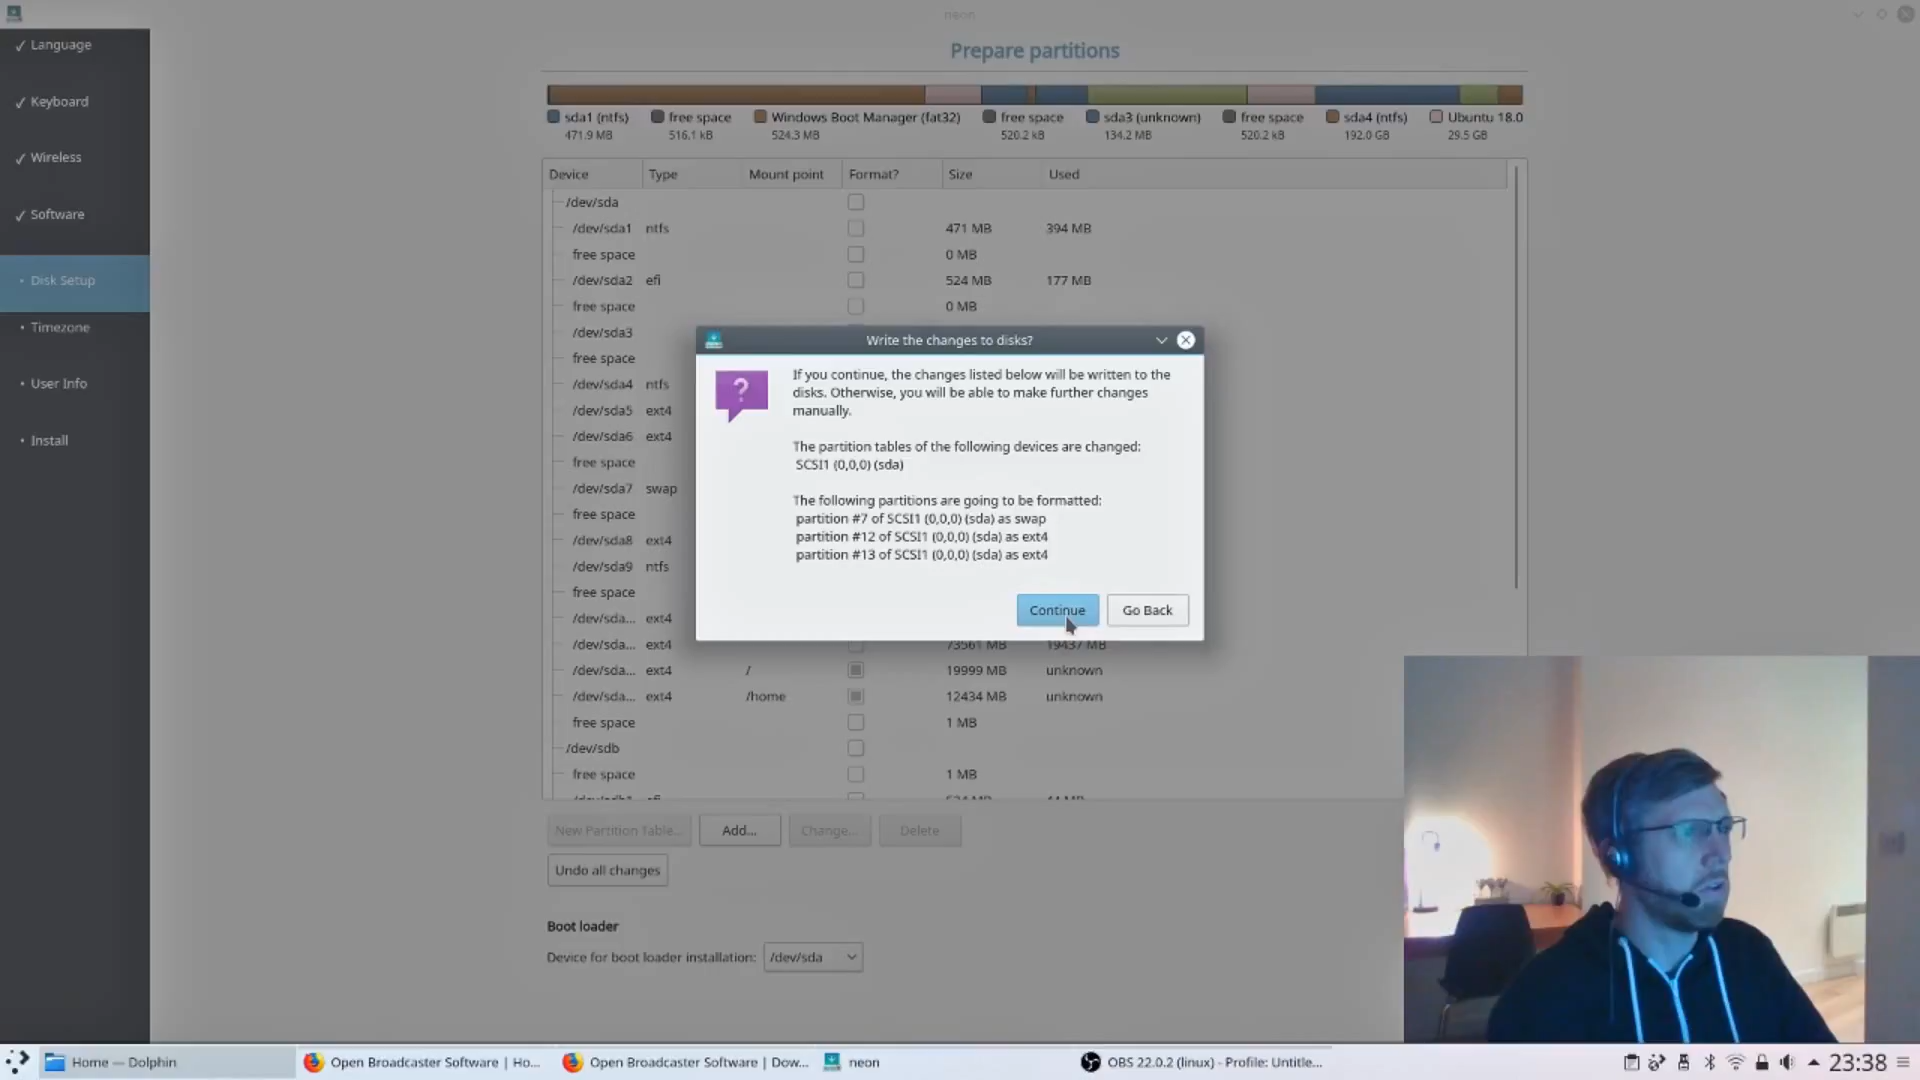 neon
✓ Language
✓ Keyboard
✓ Wireless
✓ Software
• Disk Setup
• Timezone
• User Info
• Install
Prepare partitions
sda1 (ntfs) free space Windows Boot Manager (fat32) free space sda3 (unknown) free space sda4 (ntfs) Ubuntu 18.0
471.9 MB 516.1 kB 524.3 MB 520.2 kB 134.2 MB 520.2 kB 192.0 GB 29.5 GB
Device Type Mount point Format? Size Used
/dev/sda
/dev/sda1 ntfs 471 MB 394 MB
free space 0 MB
/dev/sda2 efi 524 MB 177 MB
free space 0 MB
/dev/sda3
free space
/dev/sda4 ntfs
/dev/sda5 ext4
/dev/sda6 ext4
free space
/dev/sda7 swap
free space
/dev/sda8 ext4
/dev/sda9 ntfs
free space
/dev/sda... ext4
/dev/sda... ext4 73561 MB 19437 MB
/dev/sda... ext4 / 19999 MB unknown
/dev/sda... ext4 /home 12434 MB unknown
free space 1 MB
/dev/sdb
free space 1 MB
Write the changes to disks?
If you continue, the changes listed below will be written to the
disks. Otherwise, you will be able to make further changes
manually.
The partition tables of the following devices are changed:
SCSI1 (0,0,0) (sda)
The following partitions are going to be formatted:
partition #7 of SCSI1 (0,0,0) (sda) as swap
partition #12 of SCSI1 (0,0,0) (sda) as ext4
partition #13 of SCSI1 (0,0,0) (sda) as ext4
Continue Go Back
New Partition Table... Add... Change... Delete
Undo all changes
Boot loader
Device for boot loader installation: /dev/sda
Home — Dolphin Open Broadcaster Software | Ho... Open Broadcaster Software | Dow... neon OBS 22.0.2 (linux) - Profile: Untitle... 23:38